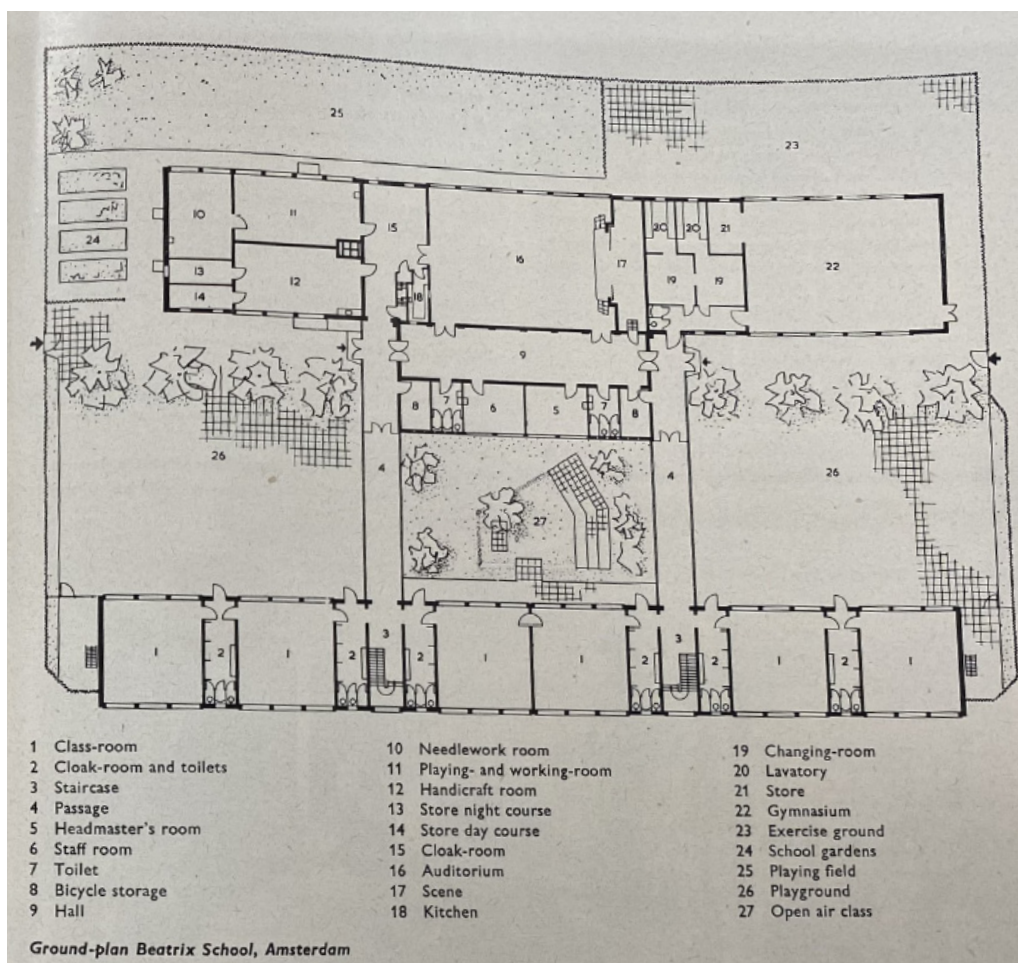 25
23
10
11
15
16
17
20
20
21
22
24
13
14
12
18
19
19
9
8
7
6
5
7
8
26
4
27
4
26
1
2
1
2
3
2
1
1
2
3
2
1
2
1
1 Class-room
2 Cloak-room and toilets
3 Staircase
4 Passage
5 Headmaster's room
6 Staff room
7 Toilet
8 Bicycle storage
9 Hall
10 Needlework room
11 Playing- and working-room
12 Handicraft room
13 Store night course
14 Store day course
15 Cloak-room
16 Auditorium
17 Scene
18 Kitchen
19 Changing-room
20 Lavatory
21 Store
22 Gymnasium
23 Exercise ground
24 School gardens
25 Playing field
26 Playground
27 Open air class
Ground-plan Beatrix School, Amsterdam